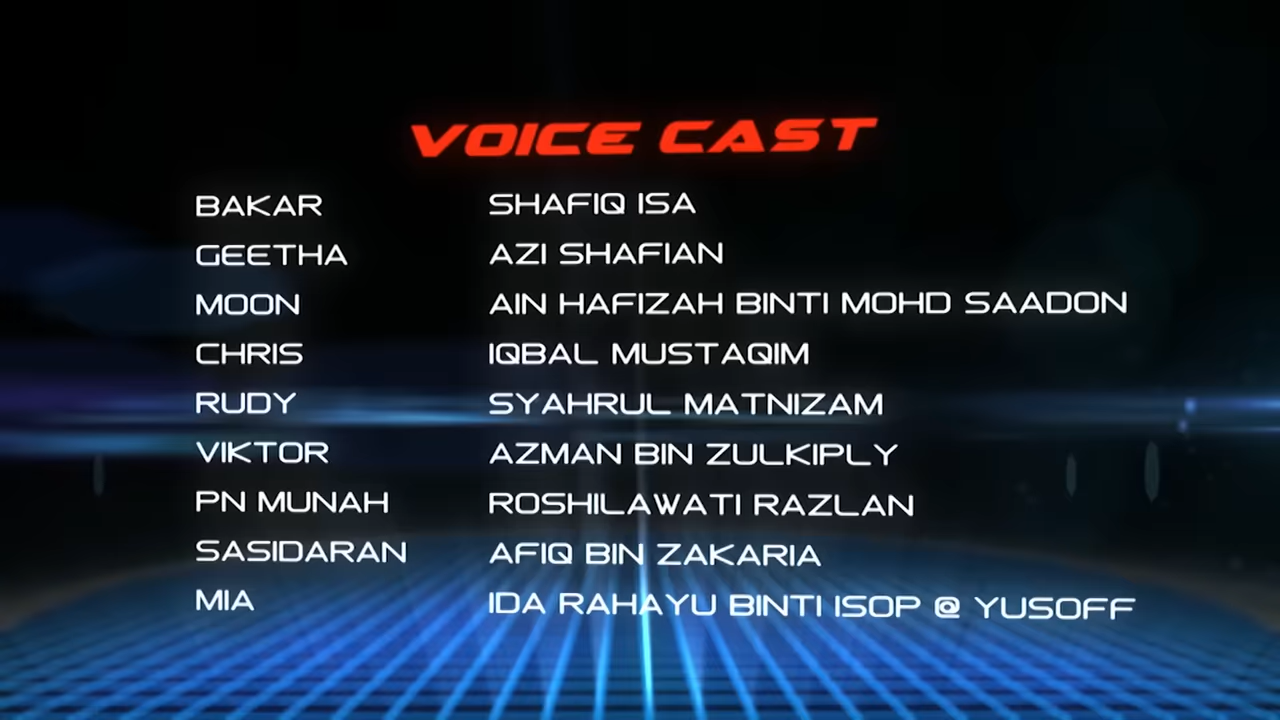 VOICE CAST
BAKAR SHAFIQ ISA
GEETHA AZI SHAFIAN
MOON AIN HAFIZAH BINTI MOHD SAADON
CHRIS IQBAL MUSTAQIM
RUDY SYAHRUL MATNIZAM
VIKTOR AZMAN BIN ZULKIPLY
PN MUNAH ROSHILAWATI RAZLAN
SASIDARAN AFIQ BIN ZAKARIA
MIA IDA RAHAYU BINTI ISOP @ YUSOFF